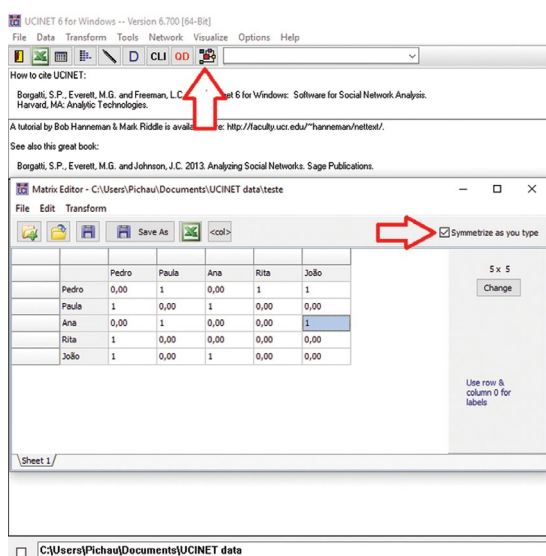 UCINET 6 for Windows -- Version 6.700 [64-Bit]
File Data Transform Tools Network Visualize Options Help
D CLI QD
How to cite UCINET:
Borgatti, S.P., Everett, M.G. and Freeman, L.C. et 6 for Windows: Software for Social Network Analysis.
Harvard, MA: Analytic Technologies.
A tutorial by Bob Hanneman & Mark Riddle is availa re: http://faculty.ucr.edu/~hanneman/nettext/.
See also this great book:
Borgatti, S.P., Everett, M.G. and Johnson, J.C. 2013. Analyzing Social Networks. Sage Publications.
Matrix Editor - C:\Users\Pichau\Documents\UCINET data\teste
File Edit Transform
Save As <col> Symmetrize as you type
Pedro Paula Ana Rita João
Pedro 0,00 1 0,00 1 1
Paula 1 0,00 1 0,00 0,00
Ana 0,00 1 0,00 0,00 1
Rita 1 0,00 0,00 0,00 0,00
João 1 0,00 1 0,00 0,00
5 x 5
Change
Use row &
column 0 for
labels
Sheet 1
C:\Users\Pichau\Documents\UCINET data